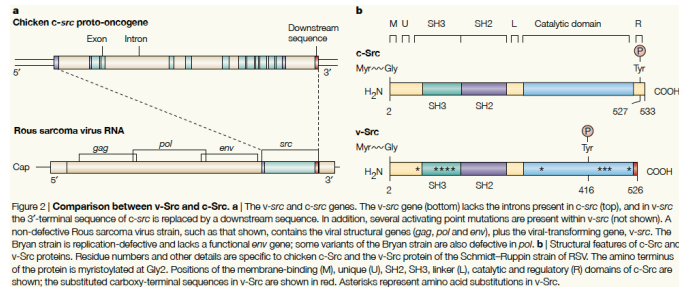 a
Chicken c-src proto-oncogene
Exon
Intron
Downstream
sequence
5′
3′
Rous sarcoma virus RNA
gag
pol
env
src
Cap
5′
3′
b
M U SH3 SH2 L Catalytic domain R
c-Src
P
Myr Gly
Tyr
H2N
COOH
2
SH3
SH2
527
533
v-Src
P
Myr Gly
Tyr
H2N
* **** * *** *
COOH
2
SH3
SH2
416
526
Figure 2 | Comparison between v-Src and c-Src. a | The v-src and c-src genes. The v-src gene (bottom) lacks the introns present in c-src (top), and in v-src
the 3′-terminal sequence of c-src is replaced by a downstream sequence. In addition, several activating point mutations are present within v-src (not shown). A
non-defective Rous sarcoma virus strain, such as that shown, contains the viral structural genes (gag, pol and env), plus the viral-transforming gene, v-src. The
Bryan strain is replication-defective and lacks a functional env gene; some variants of the Bryan strain are also defective in pol. b | Structural features of c-Src and
v-Src proteins. Residue numbers and other details are specific to chicken c-Src and the v-Src protein of the Schmidt–Ruppin strain of RSV. The amino terminus
of the protein is myristoylated at Gly2. Positions of the membrane-binding (M), unique (U), SH2, SH3, linker (L), catalytic and regulatory (R) domains of c-Src are
shown; the substituted carboxy-terminal sequences in v-Src are shown in red. Asterisks represent amino acid substitutions in v-Src.